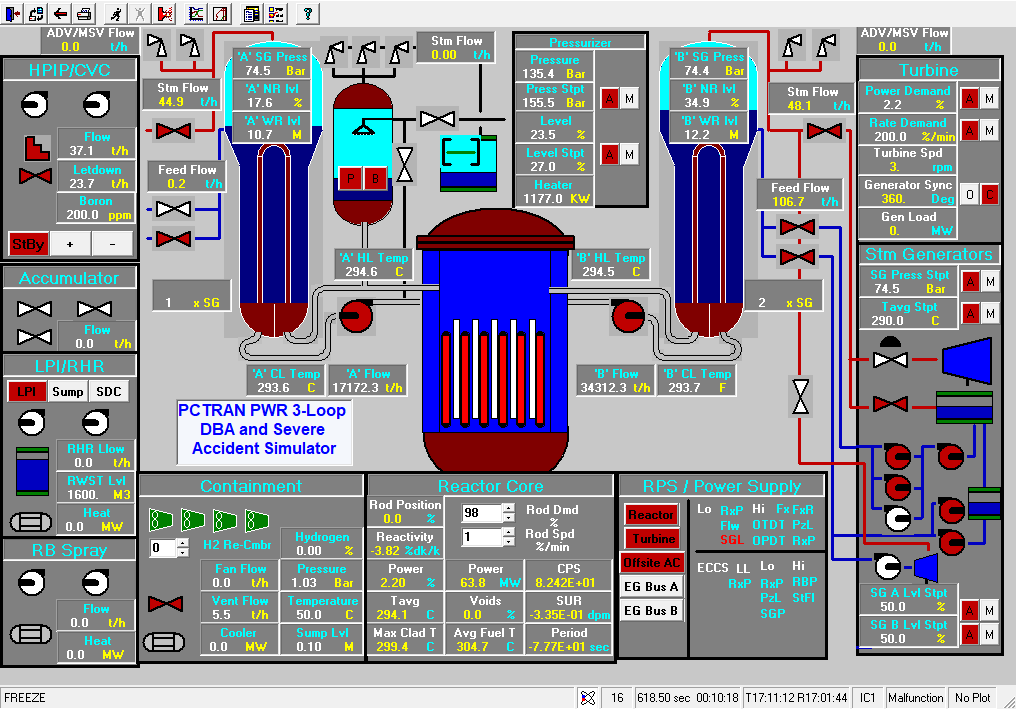 ADV/MSV Flow
0.0 t/h
HPIP/CVC
Flow
37.1 t/h
Letdown
23.7 t/h
Boron
200.0 ppm
StBy + -
Accumulator
Flow
0.0 t/h
LPI/RHR
LPI Sump SDC
RHR Llow
0.0 t/h
RWST Lvl
1600. M3
Heat
0.0 MW
RB Spray
Flow
0.0 t/h
Heat
0.0 MW
Stm Flow
44.9 t/h
Feed Flow
0.2 t/h
1 x SG
'A' SG Press
74.5 Bar
'A' NR lvl
17.6 %
'A' WR lvl
10.7 M
Stm Flow
0.00 t/h
P B
'A' HL Temp
294.6 C
'A' CL Temp
293.6 C
'A' Flow
17172.3 t/h
Pressurizer
Pressure
135.4 Bar
Press Stpt
155.5 Bar
A M
Level
23.5 %
Level Stpt
27.0 %
A M
Heater
1177.0 KW
'B' SG Press
74.4 Bar
'B' NR lvl
34.9 %
'B' WR lvl
12.2 M
'B' HL Temp
294.5 C
'B' Flow
34312.3 t/h
'B' CL Temp
293.7 F
Stm Flow
48.1 t/h
Feed Flow
106.7 t/h
2 x SG
ADV/MSV Flow
0.0 t/h
Turbine
Power Demand
2.2 %
A M
Rate Demand
200.0 %/min
A M
Turbine Spd
3. rpm
Generator Sync
360. Deg
O C
Gen Load
0. MW
Stm Generators
SG Press Stpt
74.5 Bar
A M
Tavg Stpt
290.0 C
A M
SG A Lvl Stpt
50.0 %
A M
SG B Lvl Stpt
50.0 %
A M
PCTRAN PWR 3-Loop
DBA and Severe
Accident Simulator
Containment
0
H2 Re-Cmbr
Hydrogen
0.00 %
Fan Flow
0.0 t/h
Pressure
1.03 Bar
Vent Flow
5.5 t/h
Temperature
50.0 C
Cooler
0.0 MW
Sump Lvl
0.10 M
Reactor Core
Rod Position
0.0 %
98
Rod Dmd
%
Reactivity
-3.82 %dk/k
1
Rod Spd
%/min
Power
2.20 %
Power
63.8 MW
CPS
8.242E+01
Tavg
294.1 C
Voids
0.0 %
SUR
-3.35E-01 dpm
Max Clad T
299.4 C
Avg Fuel T
304.7 C
Period
-7.77E+01 sec
RPS / Power Supply
Reactor
Turbine
Offsite AC
EG Bus A
EG Bus B
Lo RxP Hi FxFxR
Flw OTDT PzL
SGL OPDT RxP
ECCS LL Lo Hi
RxP RxP RBP
PzL StFl
SGP
FREEZE
16 618.50 sec 00:10:18 T17:11:12 R17:01:44 IC1 Malfunction No Plot